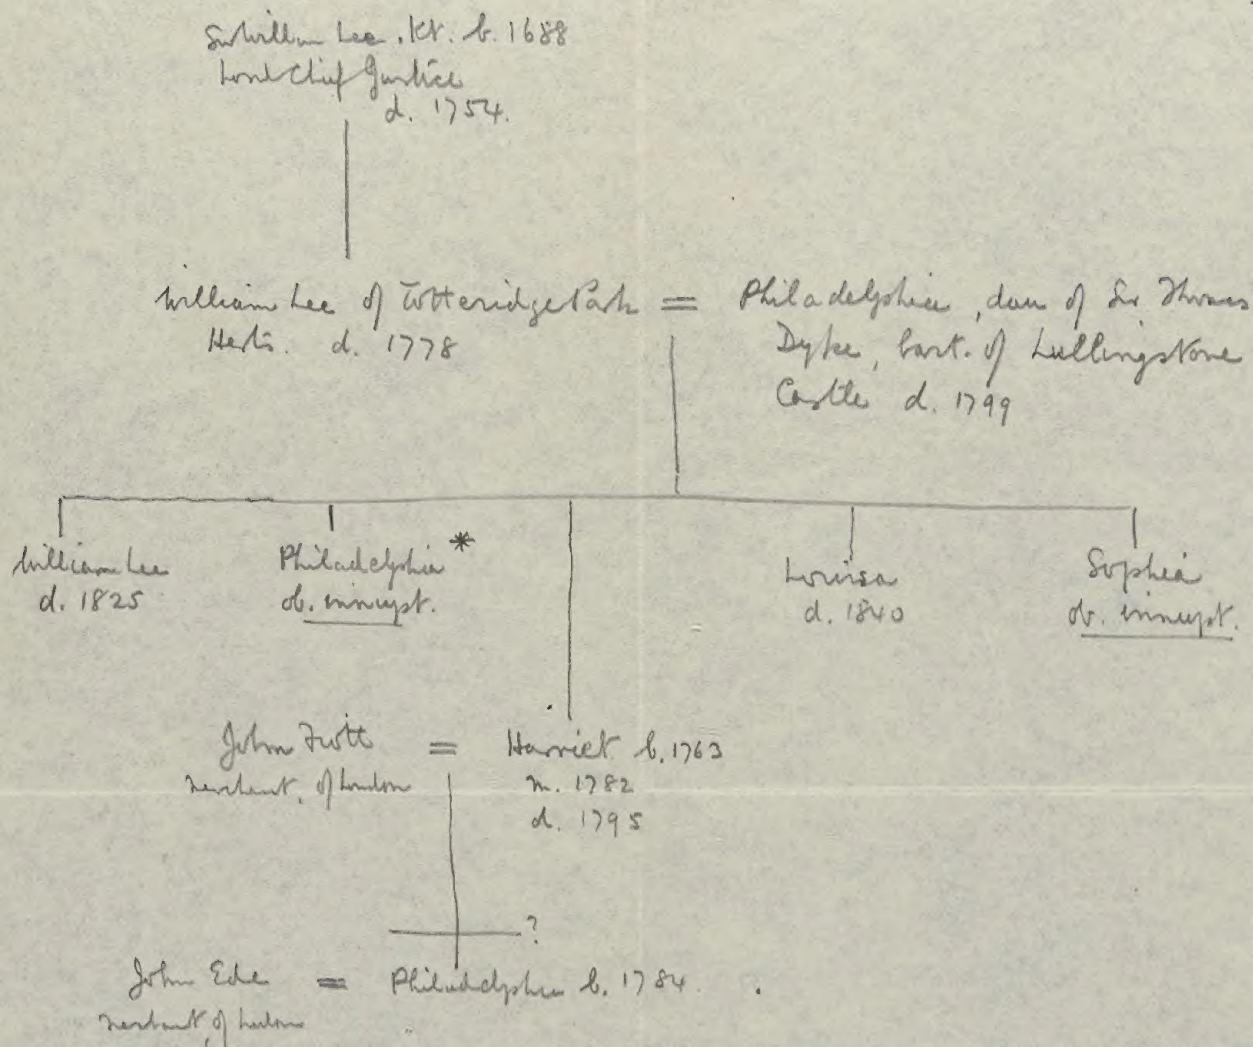 Sir William Lee, Kt. b. 1688
Lord Chief Justice
d. 1754.
William Lee of Totteridge Park = Philadelphia, dau of Sir Thomas
Herts. d. 1778
Dyke, bart. of Lullingstone
Castle d. 1799
William Lee
d. 1825
Philadelphia *
ob. innupt.
Louisa
d. 1840
Sophia
ob. innupt.
John Trott = Harriet b. 1763
merchant, of London
m. 1782
d. 1795
?
John Ede = Philadelphia b. 1784.
merchant of London